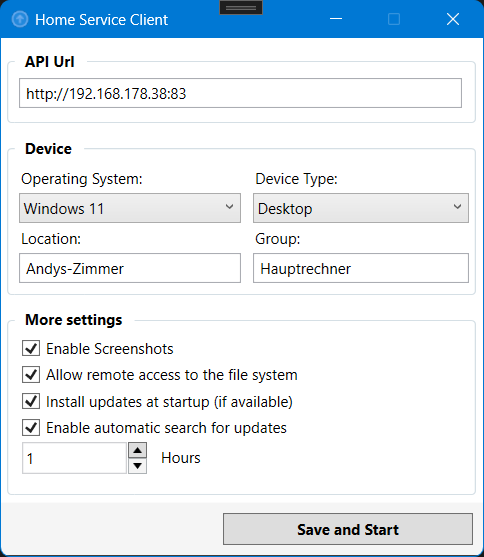 Home Service Client
API Url
http://192.168.178.38:83
Device
Operating System: Device Type:
Windows 11 Desktop
Location: Group:
Andys-Zimmer Hauptrechner
More settings
Enable Screenshots
Allow remote access to the file system
Install updates at startup (if available)
Enable automatic search for updates
1 Hours
Save and Start